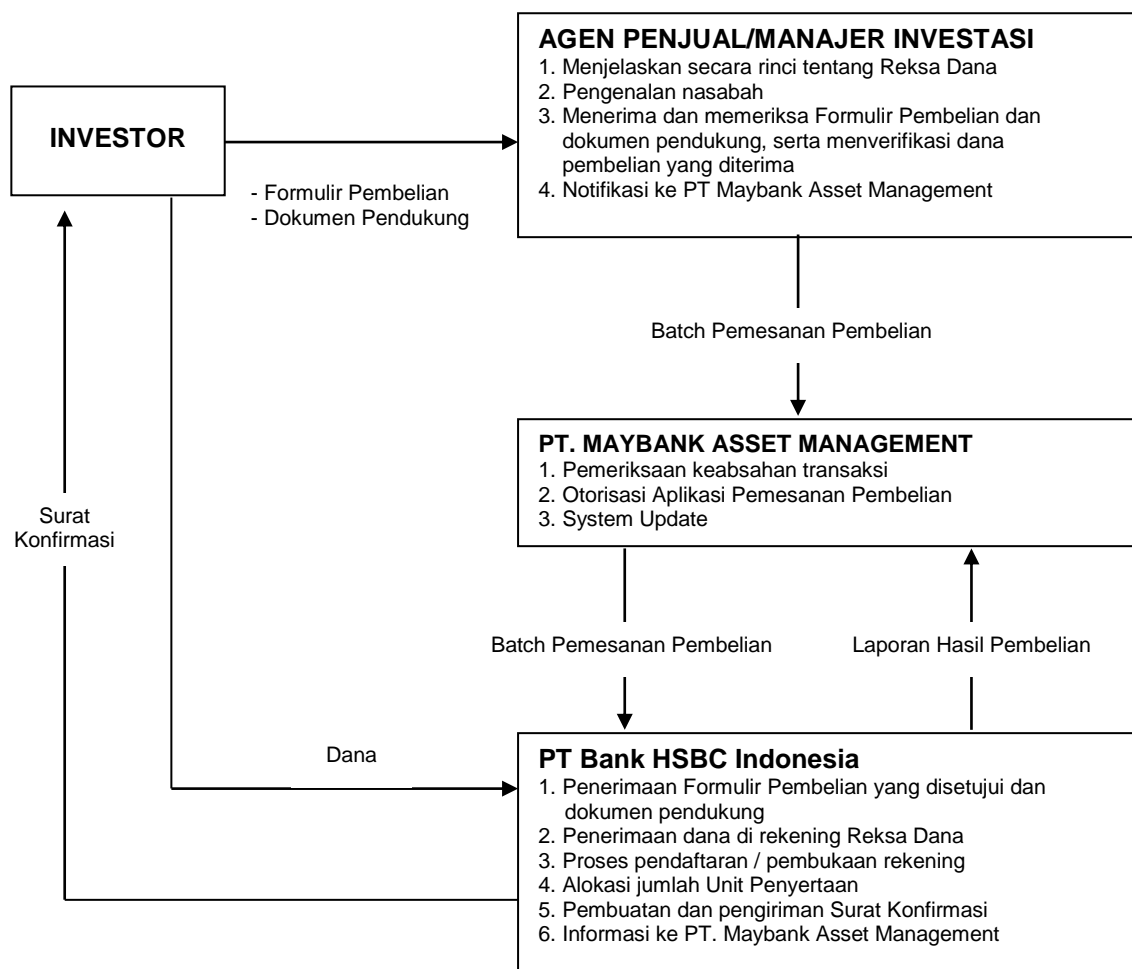 AGEN PENJUAL/MANAJER INVESTASI
1. Menjelaskan secara rinci tentang Reksa Dana
2. Pengenalan nasabah
3. Menerima dan memeriksa Formulir Pembelian dan
dokumen pendukung, serta menverifikasi dana
pembelian yang diterima
4. Notifikasi ke PT Maybank Asset Management
INVESTOR
- Formulir Pembelian
- Dokumen Pendukung
Batch Pemesanan Pembelian
PT. MAYBANK ASSET MANAGEMENT
1. Pemeriksaan keabsahan transaksi
2. Otorisasi Aplikasi Pemesanan Pembelian
3. System Update
Surat
Konfirmasi
Batch Pemesanan Pembelian
Laporan Hasil Pembelian
Dana
PT Bank HSBC Indonesia
1. Penerimaan Formulir Pembelian yang disetujui dan
dokumen pendukung
2. Penerimaan dana di rekening Reksa Dana
3. Proses pendaftaran / pembukaan rekening
4. Alokasi jumlah Unit Penyertaan
5. Pembuatan dan pengiriman Surat Konfirmasi
6. Informasi ke PT. Maybank Asset Management